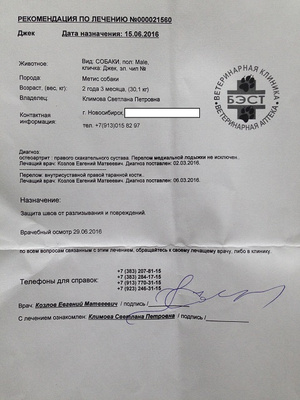 РЕКОМЕНДАЦИЯ ПО ЛЕЧЕНИЮ №000021560
Джек Дата назначения: 15.06.2016
Животное: Вид: СОБАКИ, пол: Male, кличка: Джек, эл. чип №
Порода: Метис собаки
Возраст, (вес, кг): 2 года 3 месяца, (30,1 кг)
Владелец: Климова Светлана Петровна
Контактная информация: г. Новосибирск,
тел. +7(913)015 82 97
ВЕТЕРИНАРНАЯ КЛИНИКА
БЭСТ
ВЕТЕРИНАРНАЯ АПТЕКА
Диагноз:
остеоартрит : правого скакательного сустава. Перелом медиальной лодыжки не исключен.
Лечащий врач: Козлов Евгений Матвеевич. Диагноз поставлен: 02.03.2016.
Перелом: внутрисуставной правой таранной кости.
Лечащий врач: Козлов Евгений Матвеевич. Диагноз поставлен: 06.03.2016.
Назначение:
Защита швов от разлизывания и повреждений.
Врачебный осмотр 29.06.2016
по всем вопросам связанным с этим лечением, обращайтесь к своему лечащему врачу, либо в клинику.
Телефоны для справок:
+7 (383) 207-81-15
+7 (383) 264-17-15
+7 (913) 770-31-15
+7 (923) 246-31-15
Врач: Козлов Евгений Матвеевич / подпись /
С лечением ознакомлен: Климова Светлана Петровна / подпись /